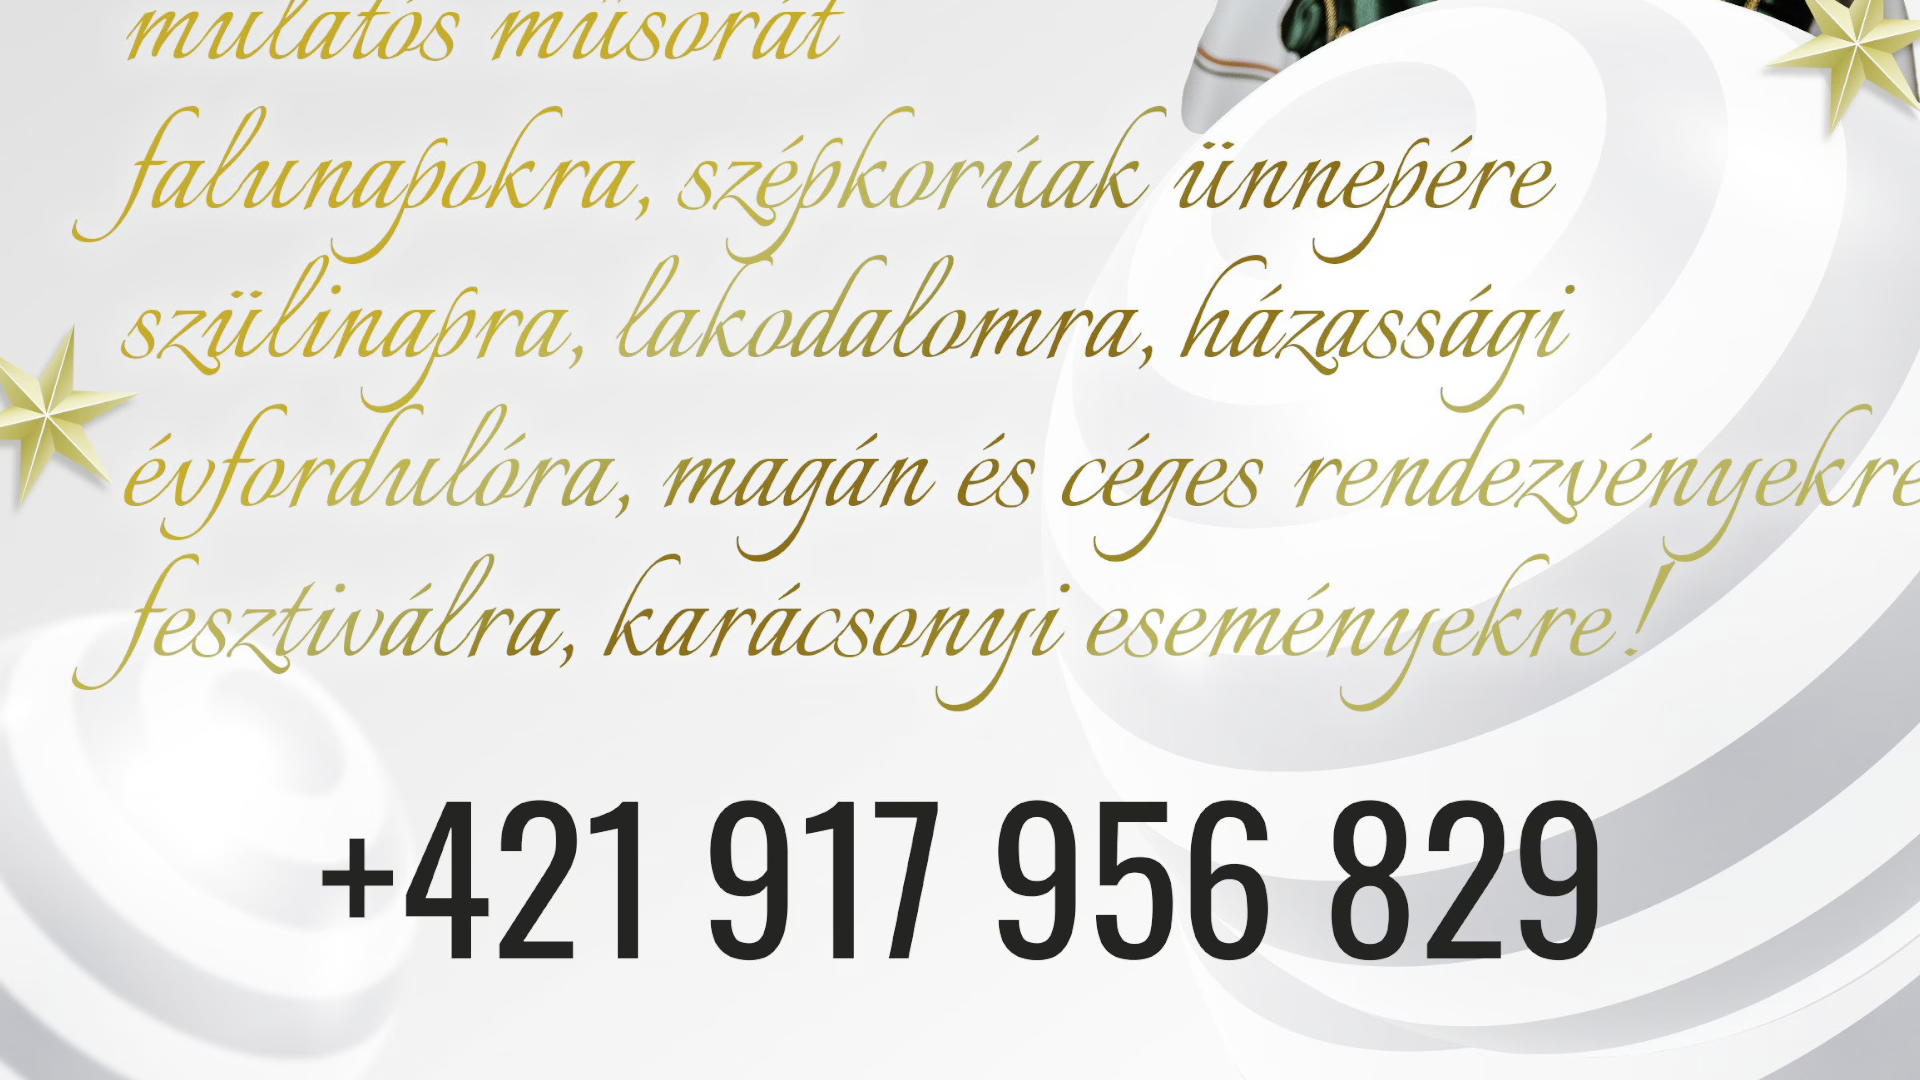 mulatós műsorát
falunapokra, szépkorúak ünnepére
szülinapra, lakodalomra, házassági
évfordulóra, magán és céges rendezvényekre
fesztiválra, karácsonyi eseményekre!
+421 917 956 829